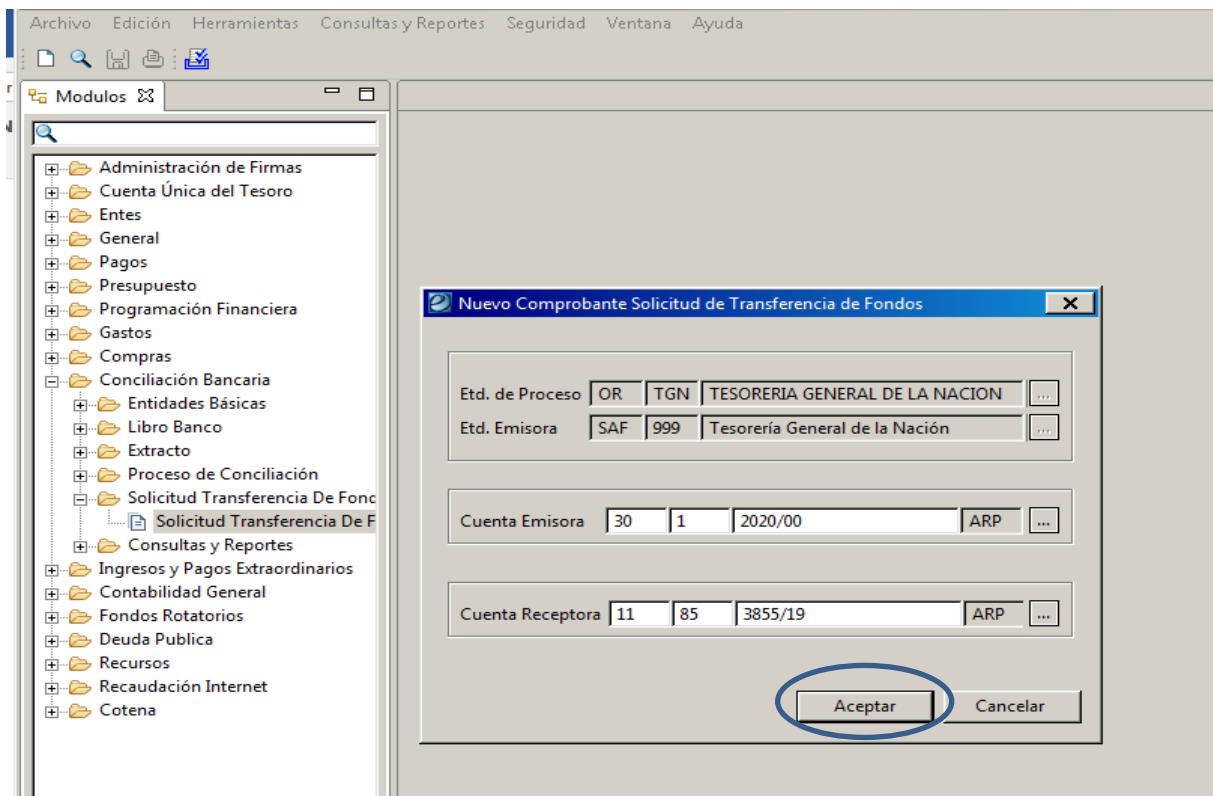 Archivo Edición Herramientas Consultas y Reportes Seguridad Ventana Ayuda
Modulos
Administración de Firmas
Cuenta Única del Tesoro
Entes
General
Pagos
Presupuesto
Programación Financiera
Gastos
Compras
Conciliación Bancaria
Entidades Básicas
Libro Banco
Extracto
Proceso de Conciliación
Solicitud Transferencia De Fond
Solicitud Transferencia De F
Consultas y Reportes
Ingresos y Pagos Extraordinarios
Contabilidad General
Fondos Rotatorios
Deuda Publica
Recursos
Recaudación Internet
Cotena
Nuevo Comprobante Solicitud de Transferencia de Fondos
Etd. de Proceso OR TGN TESORERIA GENERAL DE LA NACION ...
Etd. Emisora SAF 999 Tesorería General de la Nación ...
Cuenta Emisora 30 1 2020/00 ARP ...
Cuenta Receptora 11 85 3855/19 ARP ...
Aceptar Cancelar